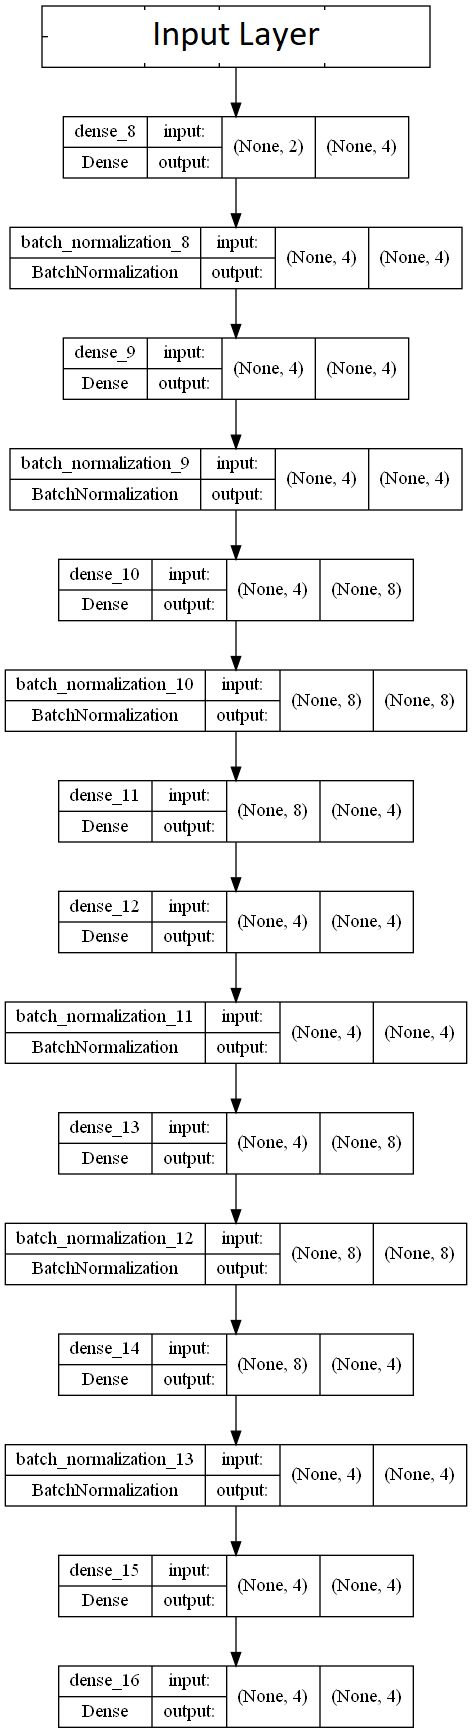 Input Layer
dense_8 input: (None, 2) (None, 4)
Dense output:
batch_normalization_8 input: (None, 4) (None, 4)
BatchNormalization output:
dense_9 input: (None, 4) (None, 4)
Dense output:
batch_normalization_9 input: (None, 4) (None, 4)
BatchNormalization output:
dense_10 input: (None, 4) (None, 8)
Dense output:
batch_normalization_10 input: (None, 8) (None, 8)
BatchNormalization output:
dense_11 input: (None, 8) (None, 4)
Dense output:
dense_12 input: (None, 4) (None, 4)
Dense output:
batch_normalization_11 input: (None, 4) (None, 4)
BatchNormalization output:
dense_13 input: (None, 4) (None, 8)
Dense output:
batch_normalization_12 input: (None, 8) (None, 8)
BatchNormalization output:
dense_14 input: (None, 8) (None, 4)
Dense output:
batch_normalization_13 input: (None, 4) (None, 4)
BatchNormalization output:
dense_15 input: (None, 4) (None, 4)
Dense output:
dense_16 input: (None, 4) (None, 4)
Dense output: